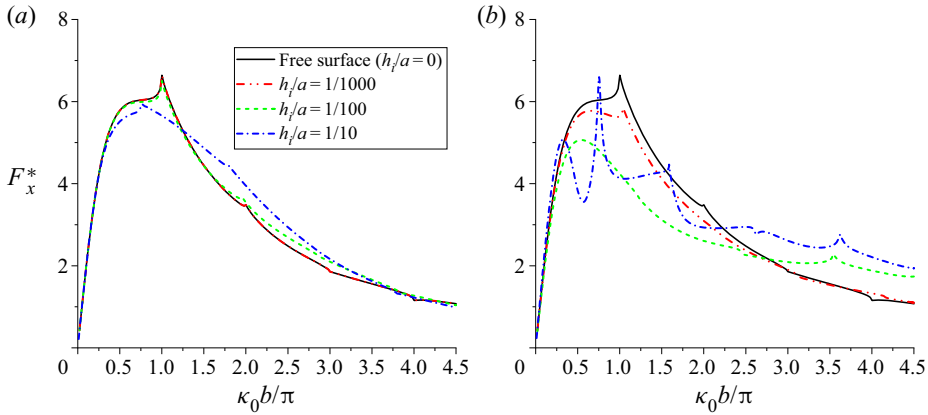 (a)
(b)
8
6
4
2
0
F*x
0.5 1.0 1.5 2.0 2.5 3.0 3.5 4.0 4.5
κ0b/π
Free surface (hi/a = 0)
hi/a = 1/1000
hi/a = 1/100
hi/a = 1/10
8
6
4
2
0
0.5 1.0 1.5 2.0 2.5 3.0 3.5 4.0 4.5
κ0b/π